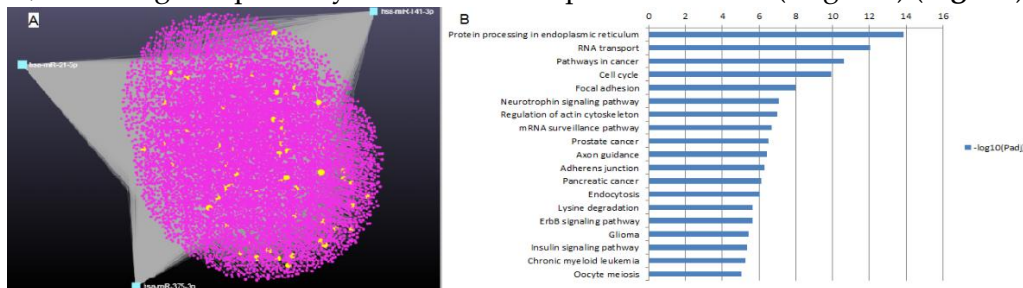 A
hsa-miR-141-3p
hsa-miR-21-5p
hsa-miR-375-3p
B
0 2 4 6 8 10 12 14 16
Protein processing in endoplasmic reticulum
RNA transport
Pathways in cancer
Cell cycle
Focal adhesion
Neurotrophin signaling pathway
Regulation of actin cytoskeleton
mRNA surveillance pathway
Prostate cancer
Axon guidance
Adherens junction
Pancreatic cancer
Endocytosis
Lysine degradation
ErbB signaling pathway
Glioma
Insulin signaling pathway
Chronic myeloid leukemia
Oocyte meiosis
-log10(Padj)